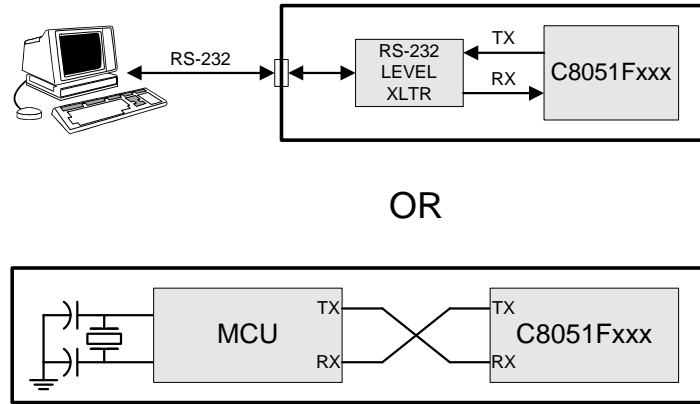 RS-232
RS-232
LEVEL
XLTR
TX
RX
C8051Fxxx
OR
MCU
TX
RX
TX
RX
C8051Fxxx